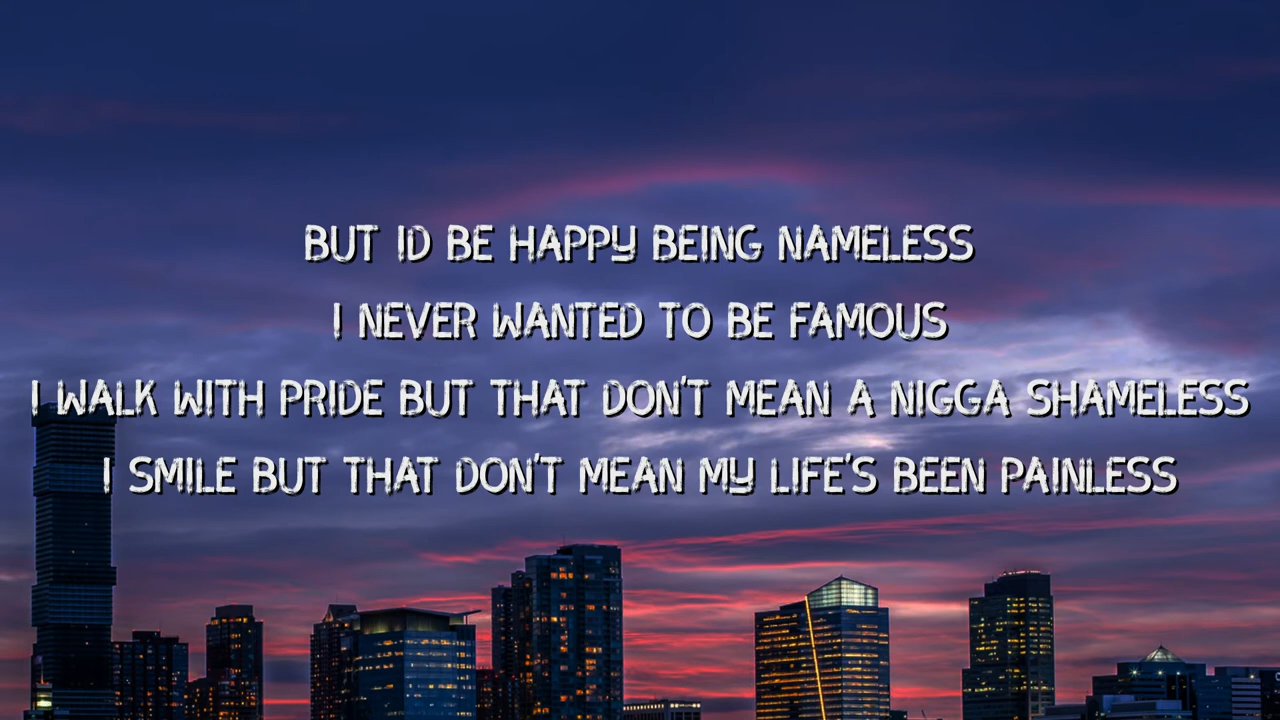 BUT ID BE HAPPY BEING NAMELESS
I NEVER WANTED TO BE FAMOUS
I WALK WITH PRIDE BUT THAT DON'T MEAN A NIGGA SHAMELESS
I SMILE BUT THAT DON'T MEAN MY LIFE'S BEEN PAINLESS